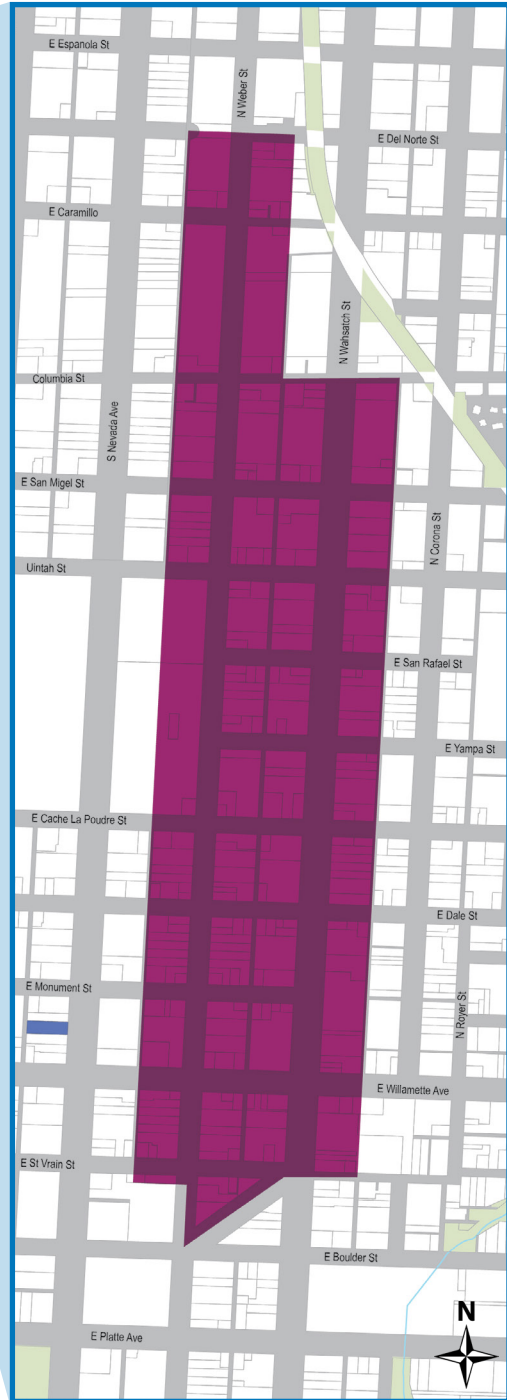 E Espanola St
N Weber St
E Del Norte St
E Caramillo
N Wahsatch St
Columbia St
S Nevada Ave
E San Migel St
N Corona St
Uintah St
E San Rafael St
E Yampa St
E Cache La Poudre St
E Dale St
E Monument St
N Royer St
E Willamette Ave
E St Vrain St
E Boulder St
N
E Platte Ave